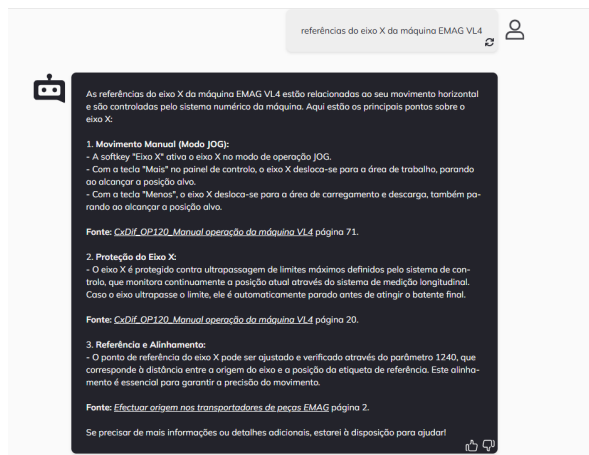 referências do eixo X da máquina EMAG VL4
As referências do eixo X da máquina EMAG VL4 estão relacionadas ao seu movimento horizontal
e são controladas pelo sistema numérico da máquina. Aqui estão os principais pontos sobre o
eixo X:
1. Movimento Manual (Modo JOG):
- A softkey "Eixo X" ativa o eixo X no modo de operação JOG.
- Com a tecla "Mais" no painel de controlo, o eixo X desloca-se para a área de trabalho, parando
ao alcançar a posição alvo.
- Com a tecla "Menos", o eixo X desloca-se para a área de carregamento e descarga, também pa-
rando ao alcançar a posição alvo.
Fonte: CxDif_OP120_Manual operação da máquina VL4 página 71.
2. Proteção do Eixo X:
- O eixo X é protegido contra ultrapassagem de limites máximos definidos pelo sistema de con-
trolo, que monitora continuamente a posição atual através do sistema de medição longitudinal.
Caso o eixo ultrapasse o limite, ele é automaticamente parado antes de atingir o batente final.
Fonte: CxDif_OP120_Manual operação da máquina VL4 página 20.
3. Referência e Alinhamento:
- O ponto de referência do eixo X pode ser ajustado e verificado através do parâmetro 1240, que
corresponde à distância entre a origem do eixo e a posição da etiqueta de referência. Este alinha-
mento é essencial para garantir a precisão do movimento.
Fonte: Efectuar origem nos transportadores de peças EMAG página 2.
Se precisar de mais informações ou detalhes adicionais, estarei à disposição para ajudar!